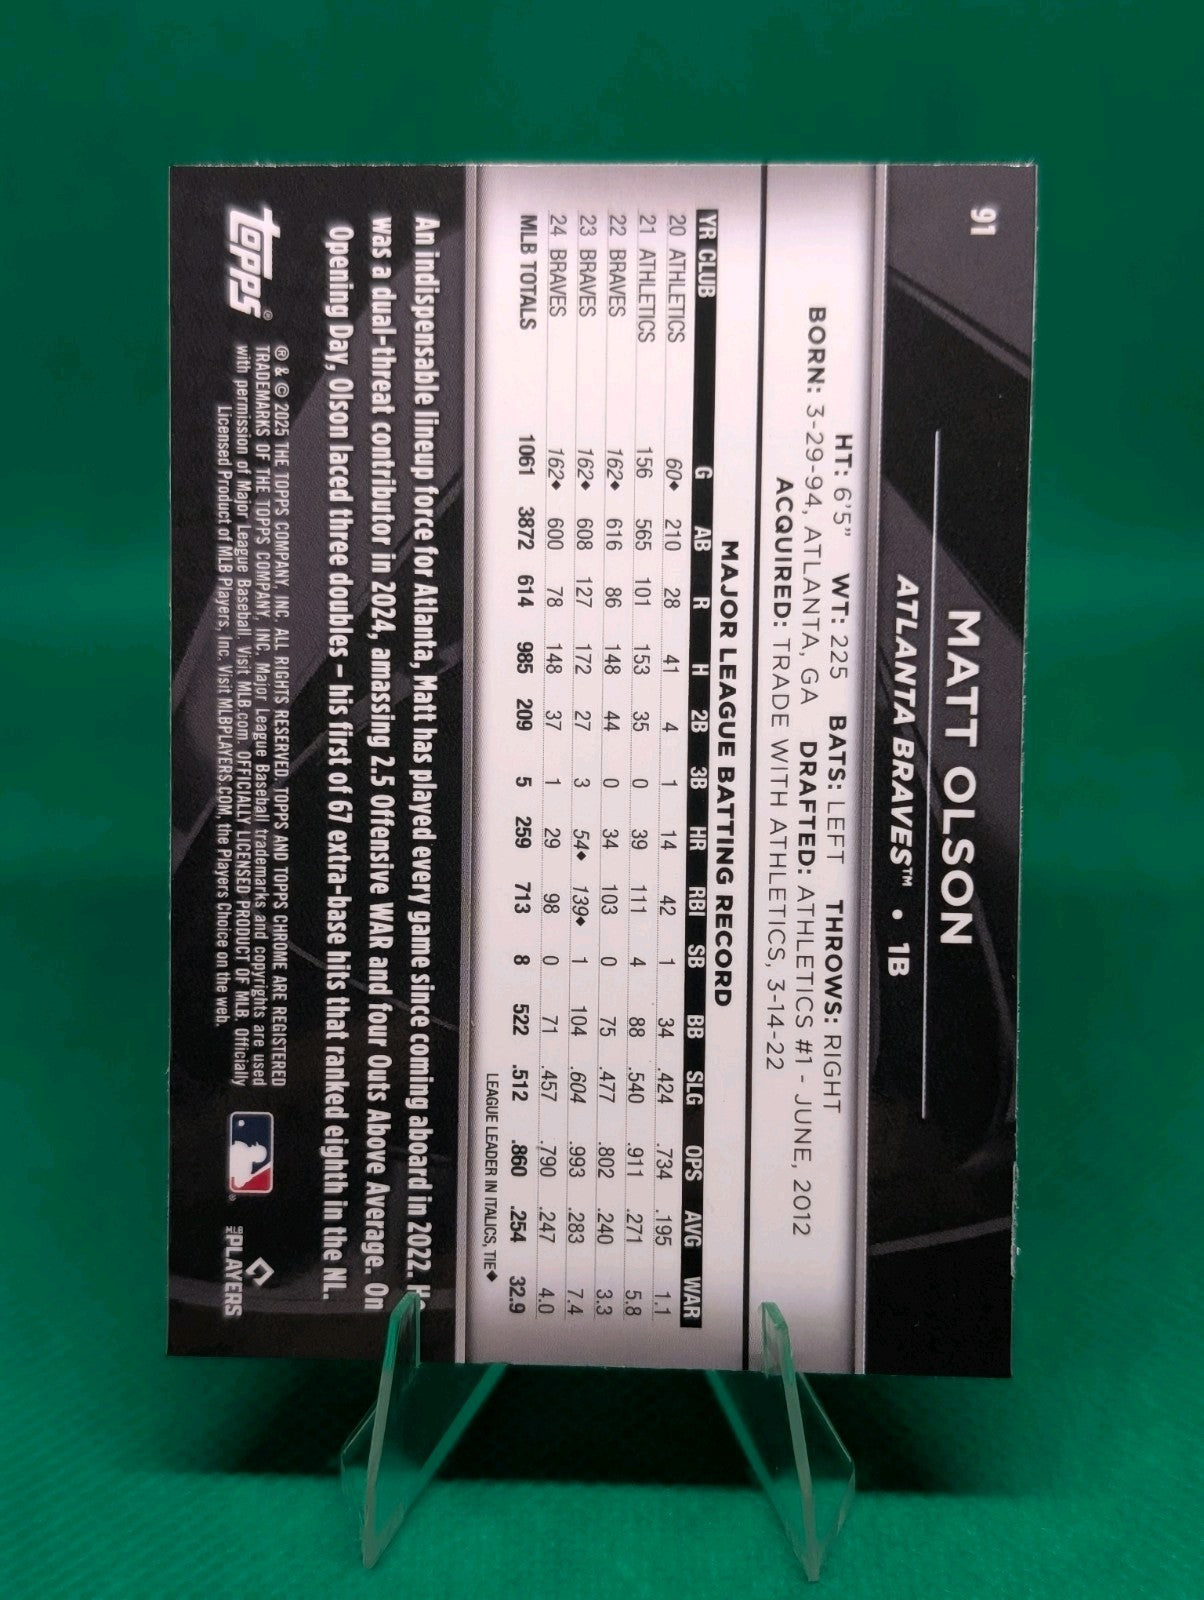 91
MATT OLSON
ATLANTA BRAVES™ • 1B
HT: 6'5" WT: 225 BATS: LEFT THROWS: RIGHT
BORN: 3-29-94, ATLANTA, GA DRAFTED: ATHLETICS #1 - JUNE, 2012
ACQUIRED: TRADE WITH ATHLETICS, 3-14-22
MAJOR LEAGUE BATTING RECORD
YR CLUB G AB R H 2B 3B HR RBI SB BB SLG OPS AVG WAR
20 ATHLETICS 60♦ 210 28 41 4 1 14 42 1 34 .424 .734 .195 1.1
21 ATHLETICS 156 565 101 153 35 0 39 111 4 88 .540 .911 .271 5.8
22 BRAVES 162♦ 616 86 148 44 0 34 103 0 75 .477 .802 .240 3.3
23 BRAVES 162♦ 608 127 172 27 3 54♦ 139♦ 1 104 .604 .993 .283 7.4
24 BRAVES 162♦ 600 78 148 37 1 29 98 0 71 .457 .790 .247 4.0
MLB TOTALS 1061 3872 614 985 209 5 259 713 8 522 .512 .860 .254 32.9
LEAGUE LEADER IN ITALICS, TIE♦
An indispensable lineup force for Atlanta, Matt has played every game since coming aboard in 2022. He
was a dual-threat contributor in 2024, amassing 2.5 Offensive WAR and four Outs Above Average. On
Opening Day, Olson laced three doubles – his first of 67 extra-base hits that ranked eighth in the NL.
topps®
® & © 2025 THE TOPPS COMPANY, INC. ALL RIGHTS RESERVED. TOPPS AND TOPPS CHROME ARE REGISTERED
TRADEMARKS OF THE TOPPS COMPANY, INC. Major League Baseball trademarks and copyrights are used
with permission of Major League Baseball. Visit MLB.com. OFFICIALLY LICENSED PRODUCT OF MLB. Officially
Licensed Product of MLB Players, Inc. Visit MLBPLAYERS.COM, the Players Choice on the web.
®
MLB PLAYERS